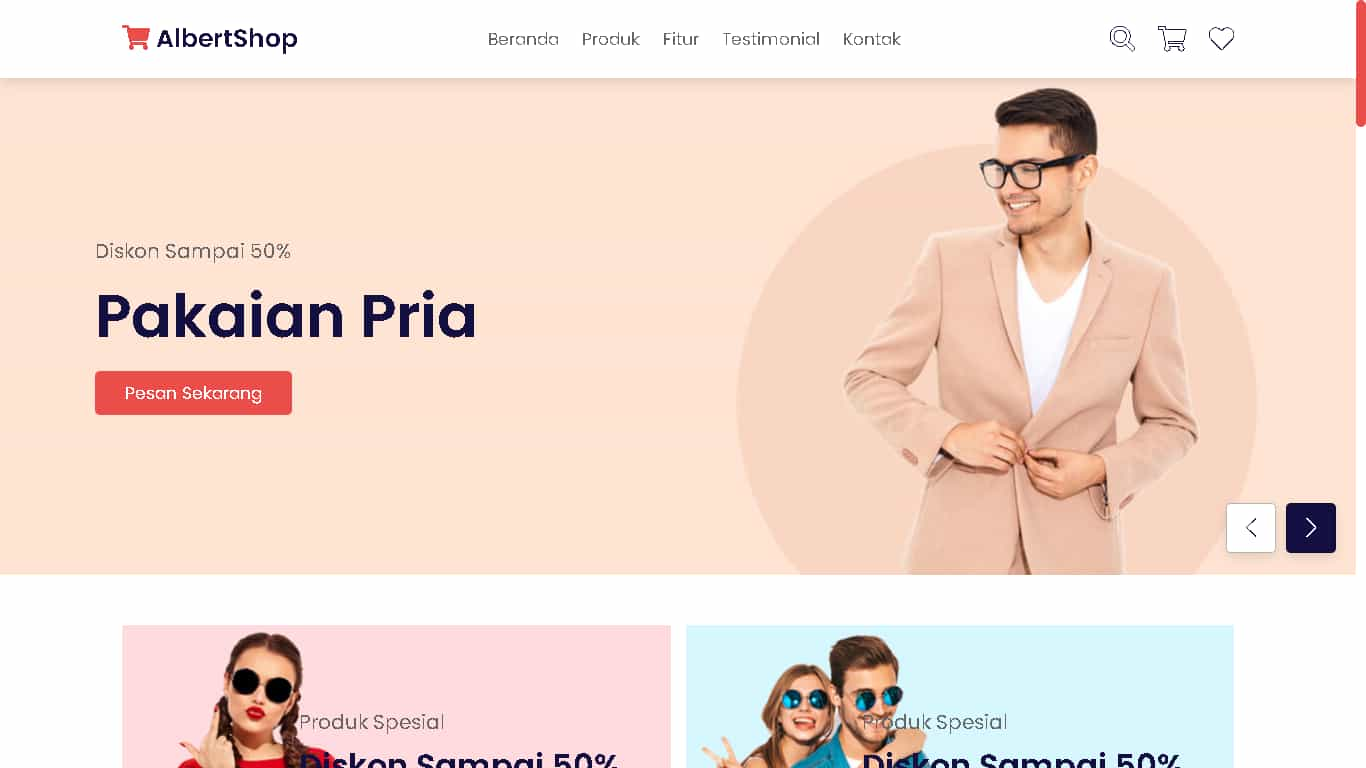 AlbertShop
Beranda Produk Fitur Testimonial Kontak
Diskon Sampai 50%
Pakaian Pria
Pesan Sekarang
Produk Spesial
Diskon Sampai 50%
Produk Spesial
Diskon Sampai 50%